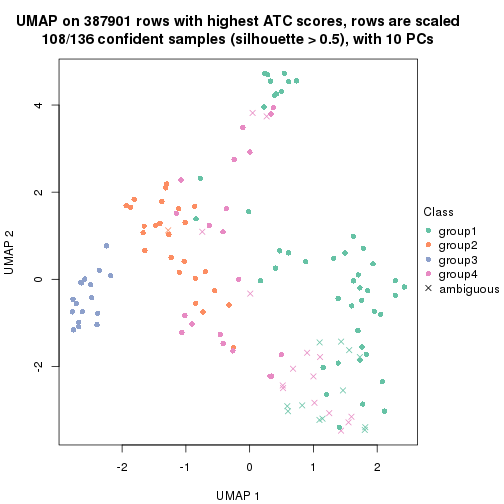 UMAP on 387901 rows with highest ATC scores, rows are scaled
108/136 confident samples (silhouette > 0.5), with 10 PCs
4
2
0
-2
UMAP 2
-2
-1
0
1
2
UMAP 1
Class
group1
group2
group3
group4
ambiguous